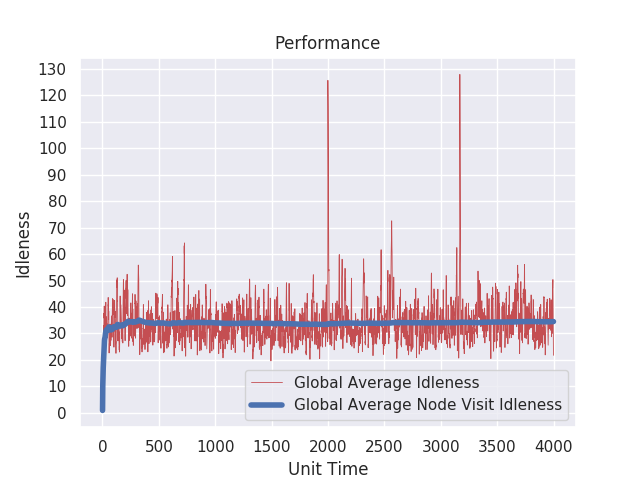 Performance
130
120
110
100
90
80
70
60
50
40
30
20
10
0
Idleness
Global Average Idleness
Global Average Node Visit Idleness
0 500 1000 1500 2000 2500 3000 3500 4000
Unit Time